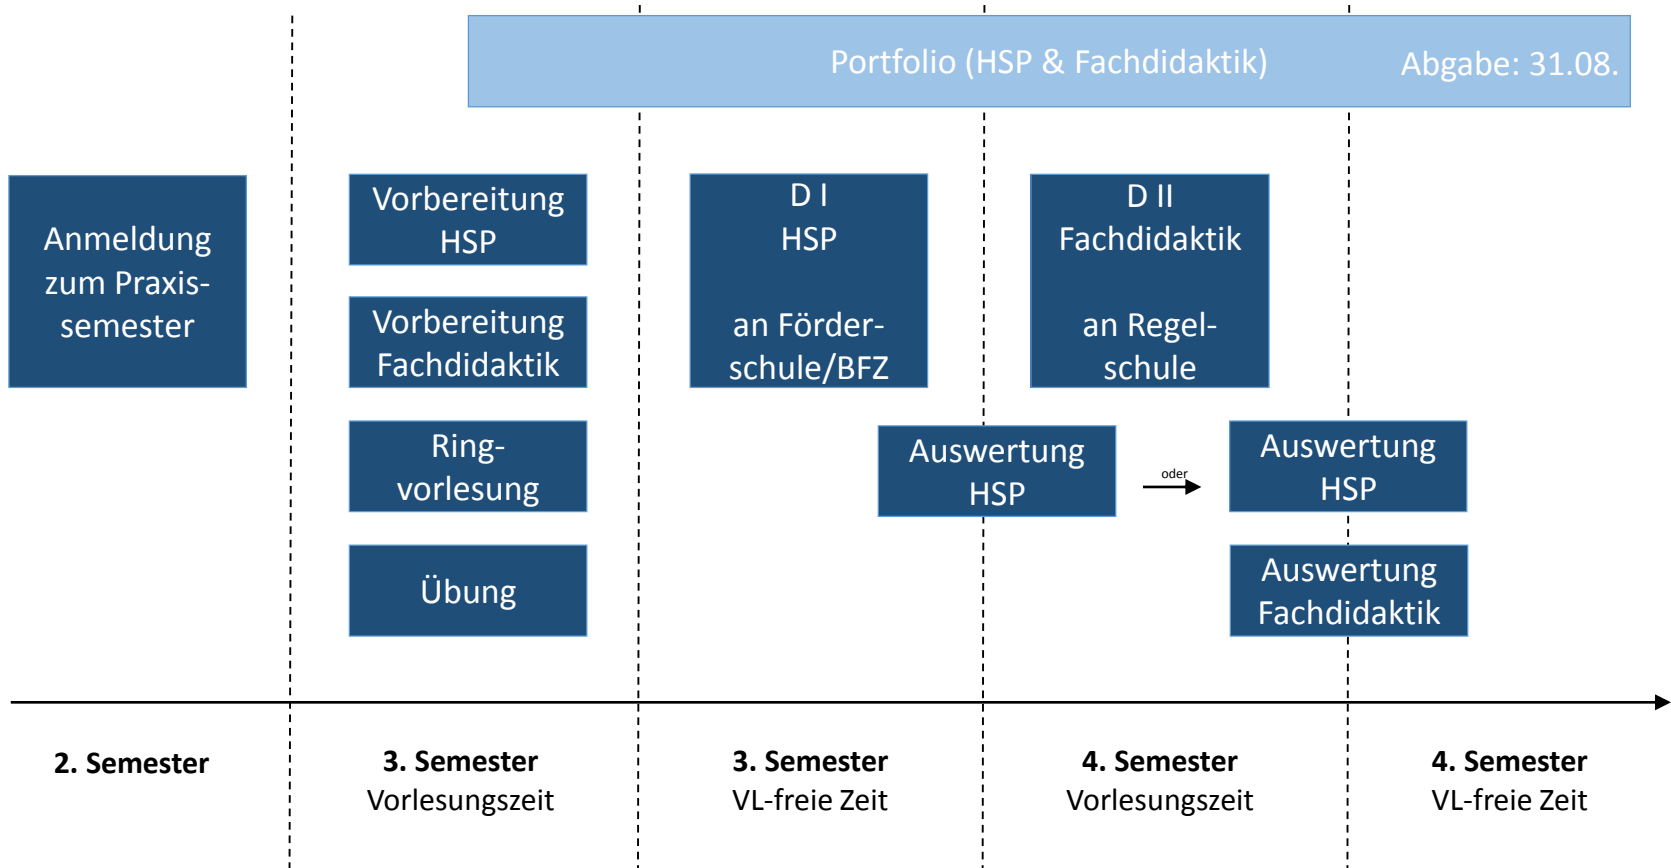 Portfolio (HSP & Fachdidaktik)
Abgabe: 31.08.
Anmeldung
zum Praxis-
semester
Vorbereitung
HSP
Vorbereitung
Fachdidaktik
Ring-
vorlesung
Übung
D I
HSP
an Förder-
schule/BFZ
D II
Fachdidaktik
an Regel-
schule
Auswertung
HSP
oder
Auswertung
HSP
Auswertung
Fachdidaktik
2. Semester
3. Semester
Vorlesungszeit
3. Semester
VL-freie Zeit
4. Semester
Vorlesungszeit
4. Semester
VL-freie Zeit